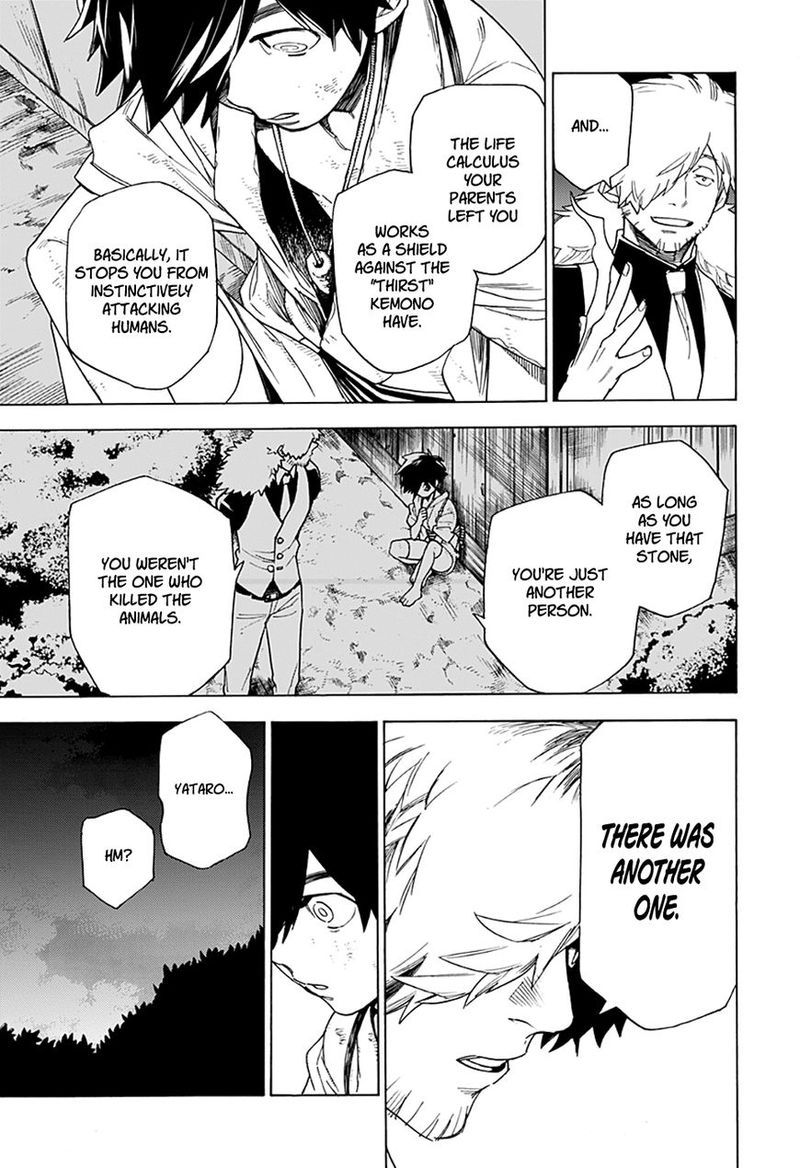 AND...
THE LIFE
CALCULUS
YOUR
PARENTS
LEFT YOU
WORKS
AS A SHIELD
AGAINST THE
"THIRST"
KEMONO
HAVE.
BASICALLY, IT
STOPS YOU FROM
INSTINCTIVELY
ATTACKING
HUMANS.
AS LONG
AS YOU
HAVE THAT
STONE,
YOU'RE JUST
ANOTHER
PERSON.
YOU WEREN'T
THE ONE WHO
KILLED THE
ANIMALS.
THERE WAS
ANOTHER
ONE.
YATARO...
HM?